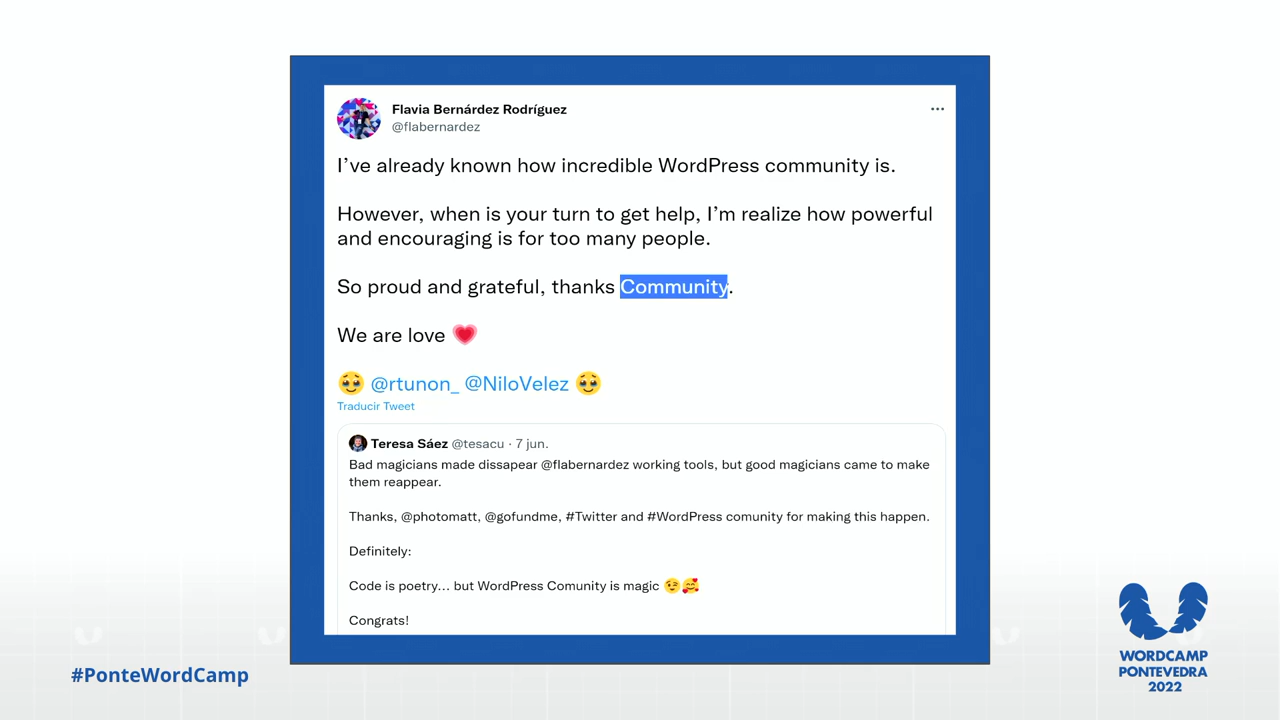 Flavia Bernárdez Rodríguez
@flabernardez
I’ve already known how incredible WordPress community is.
However, when is your turn to get help, I’m realize how powerful
and encouraging is for too many people.
So proud and grateful, thanks Community.
We are love 💗
🥹 @rtunon_ @NiloVelez 🥹
Traducir Tweet
Teresa Sáez @tesacu · 7 jun.
Bad magicians made dissapear @flabernardez working tools, but good magicians came to make
them reappear.
Thanks, @photomatt, @gofundme, #Twitter and #WordPress comunity for making this happen.
Definitely:
Code is poetry... but WordPress Comunity is magic 😉🥰
Congrats!
#PonteWordCamp
WORDCAMP
PONTEVEDRA
2022